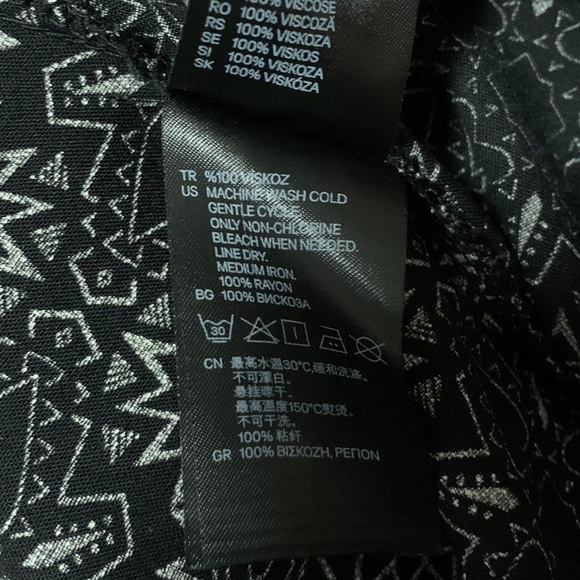 100% VISCOSE
RO 100% VISCOZĂ
RS 100% VISKOZA
SE 100% VISKOS
SI 100% VISKOZA
SK 100% VISKÓZA
TR %100 VISKOZ
US MACHINE WASH COLD
GENTLE CYCLE
ONLY NON-CHLORINE
BLEACH WHEN NEEDED.
LINE DRY.
MEDIUM IRON.
100% RAYON
BG 100% ВИСКОЗА
30
CN 最高水温30°C,缓和洗涤。
不可漂白。
悬挂晾干。
最高温度150°C熨烫。
不可干洗。
100% 粘纤
GR 100% ΒΙΣΚΟΖΗ, ΡΕΓΙΟΝ